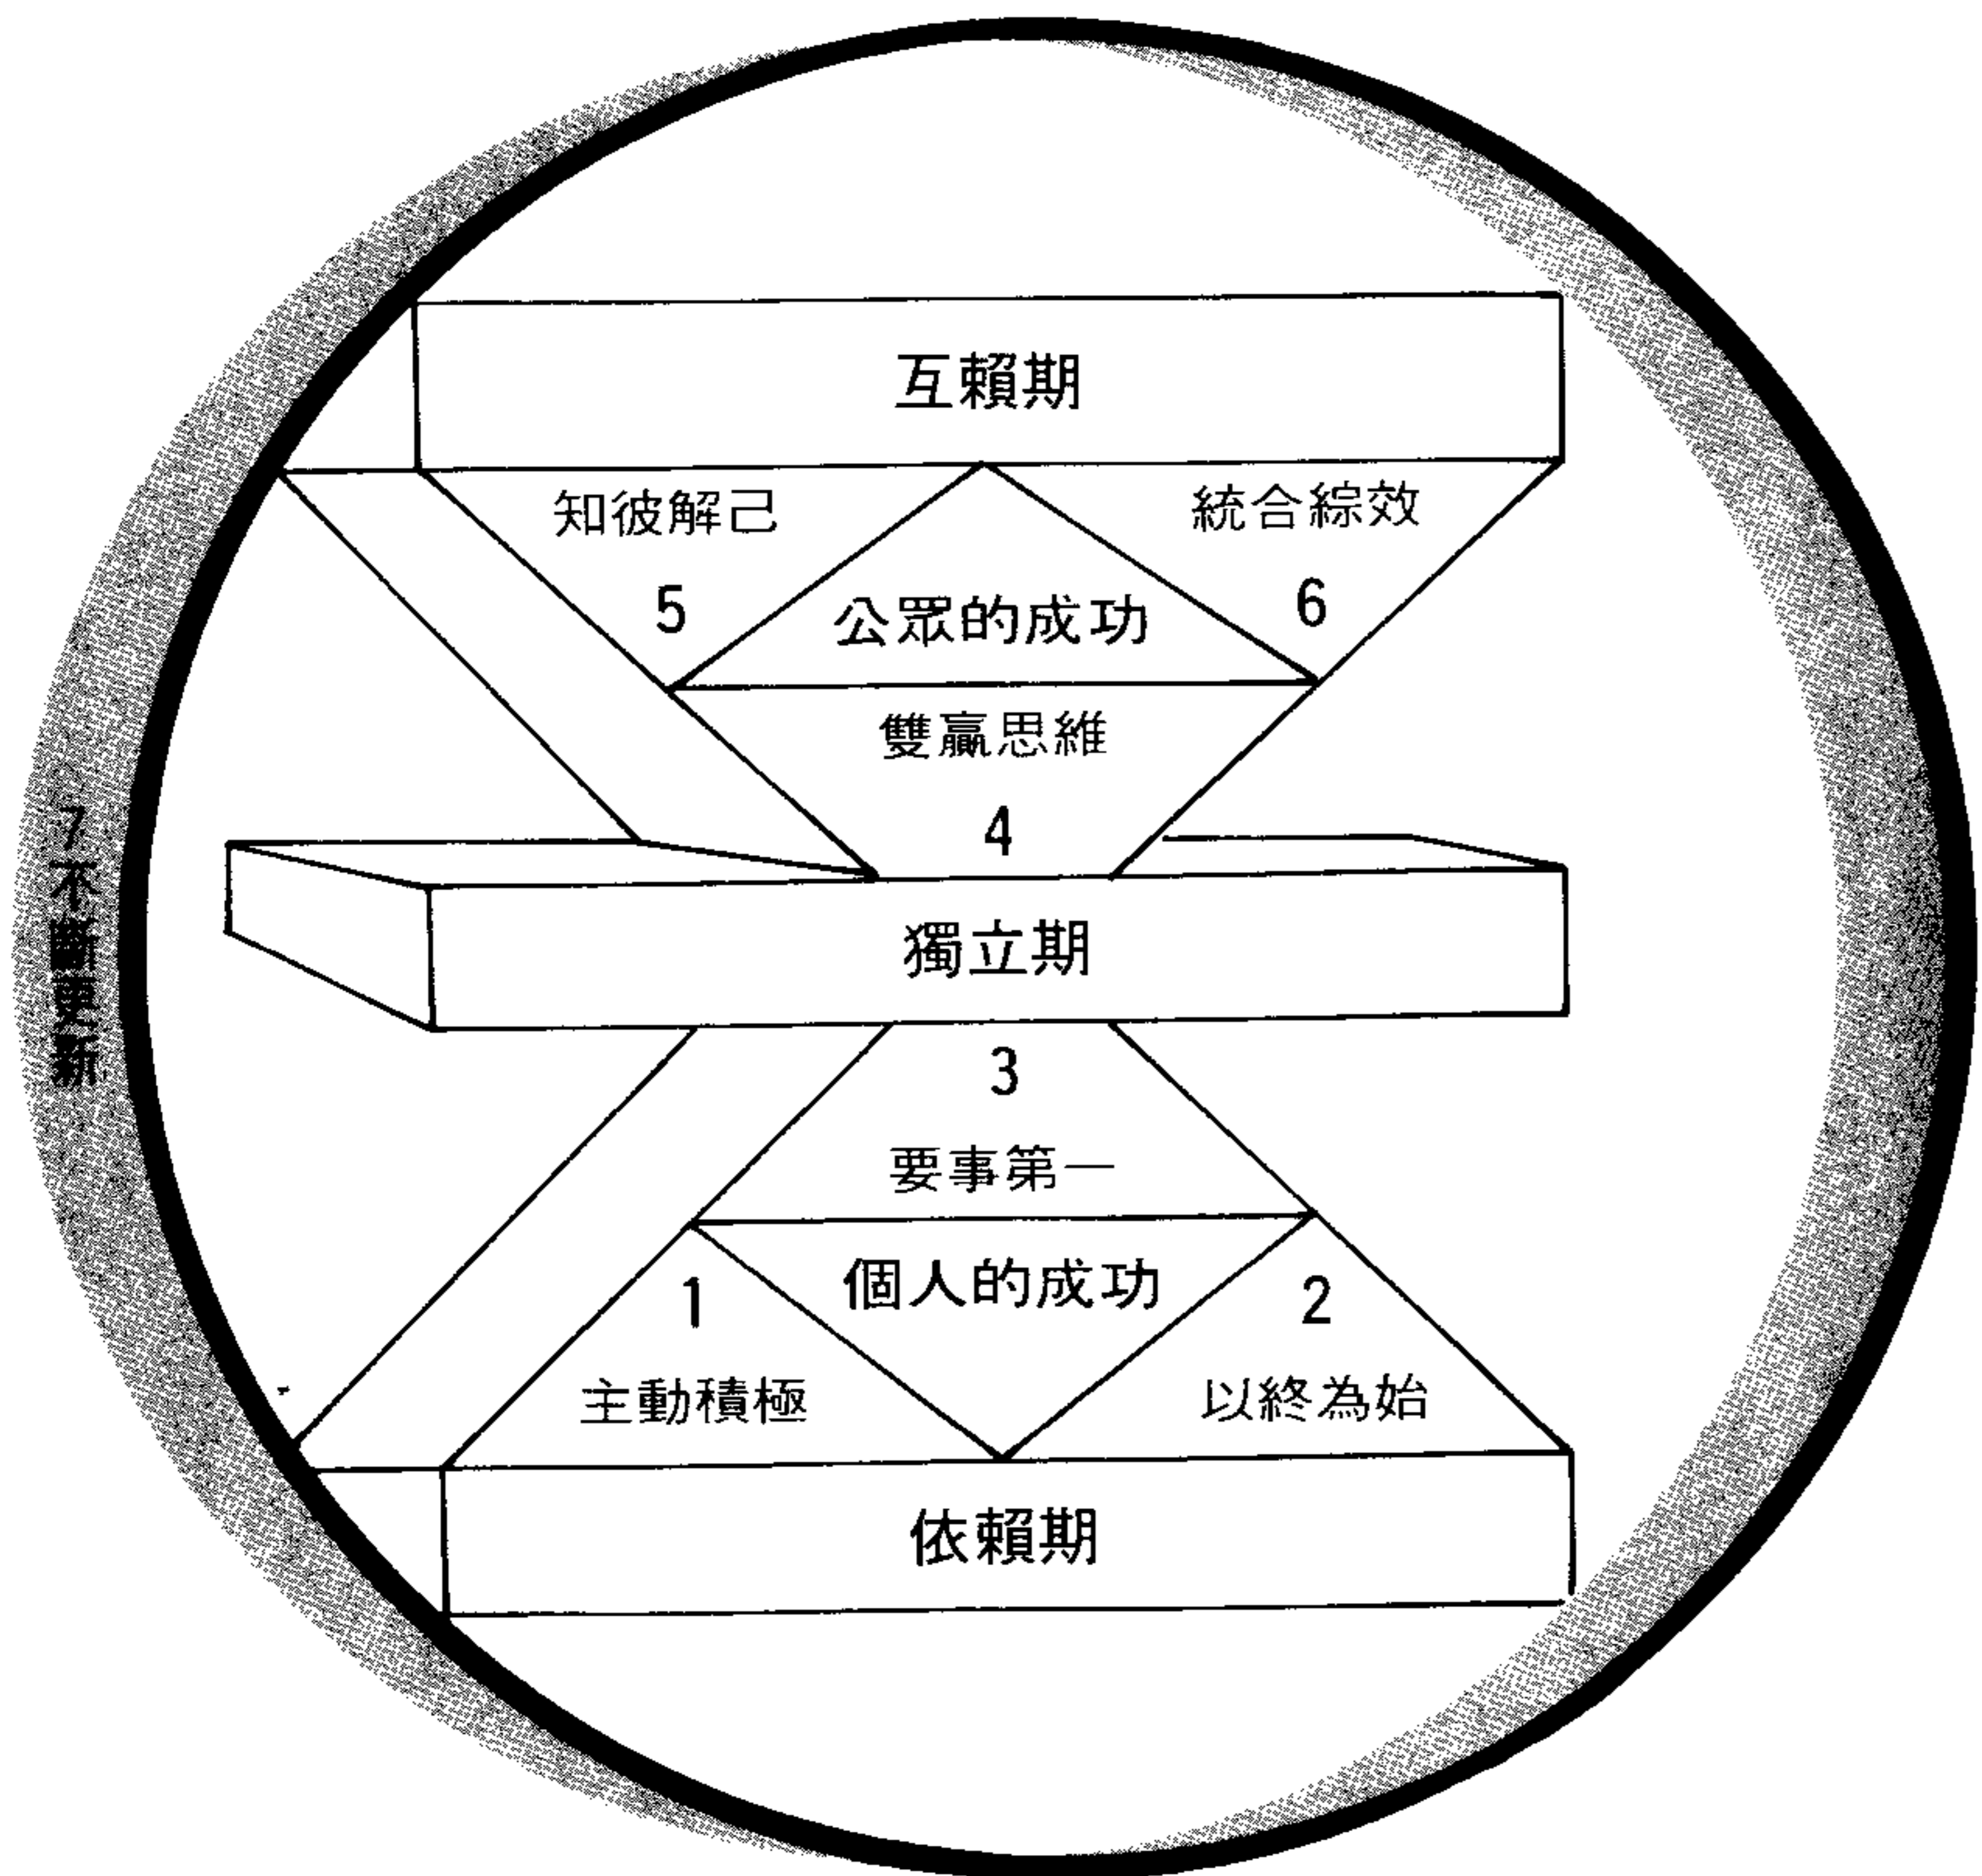 互賴期
知彼解己
統合綜效
5
公眾的成功
6
雙贏思維
4
7不斷更新
獨立期
3
要事第一
1
個人的成功
2
主動積極
以終為始
依賴期